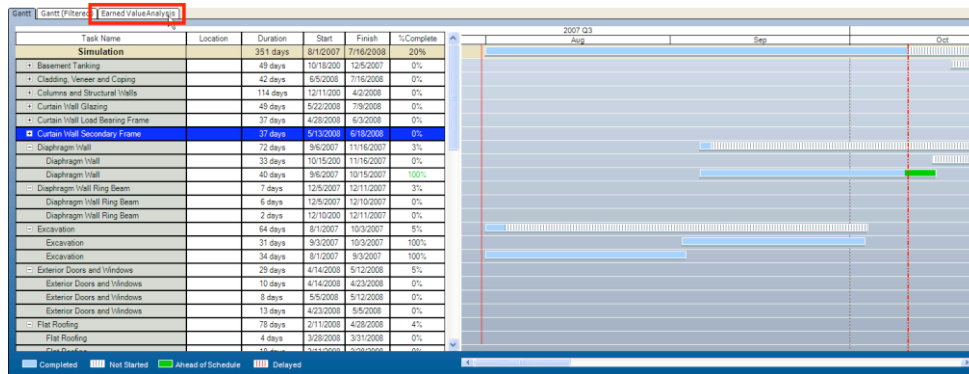 Gantt Gantt (Filtered) Earned ValueAnalysis
2007 Q3
Task Name Location Duration Start Finish %Complete Aug Sep Oct
Simulation 351 days 8/1/2007 7/16/2008 20%
Basement Tanking 49 days 10/18/200 12/5/2007 0%
Cladding, Veneer and Coping 42 days 6/5/2008 7/16/2008 0%
Columns and Structural Walls 114 days 12/11/200 4/2/2008 0%
Curtain Wall Glazing 49 days 5/22/2008 7/9/2008 0%
Curtain Wall Load Bearing Frame 37 days 4/28/2008 6/3/2008 0%
Curtain Wall Secondary Frame 37 days 5/13/2008 6/18/2008 0%
Diaphragm Wall 72 days 9/6/2007 11/16/2007 3%
Diaphragm Wall 33 days 10/15/200 11/16/2007 0%
Diaphragm Wall 40 days 9/6/2007 10/15/2007 100%
Diaphragm Wall Ring Beam 7 days 12/5/2007 12/11/2007 3%
Diaphragm Wall Ring Beam 6 days 12/5/2007 12/10/2007 0%
Diaphragm Wall Ring Beam 2 days 12/10/200 12/11/2007 0%
Excavation 64 days 8/1/2007 10/3/2007 5%
Excavation 31 days 9/3/2007 10/3/2007 100%
Excavation 34 days 8/1/2007 9/3/2007 100%
Exterior Doors and Windows 29 days 4/14/2008 5/12/2008 5%
Exterior Doors and Windows 10 days 4/14/2008 4/23/2008 0%
Exterior Doors and Windows 8 days 5/5/2008 5/12/2008 0%
Exterior Doors and Windows 13 days 4/23/2008 5/5/2008 0%
Flat Roofing 78 days 2/11/2008 4/28/2008 4%
Flat Roofing 4 days 3/28/2008 3/31/2008 0%
Completed Not Started Ahead of Schedule Delayed